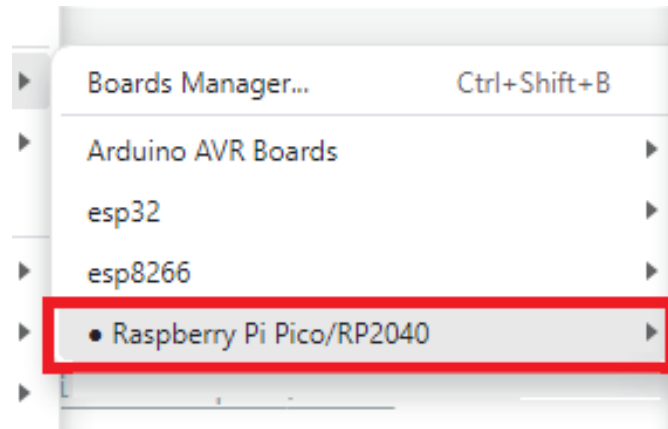 Boards Manager... Ctrl+Shift+B
Arduino AVR Boards
esp32
esp8266
● Raspberry Pi Pico/RP2040